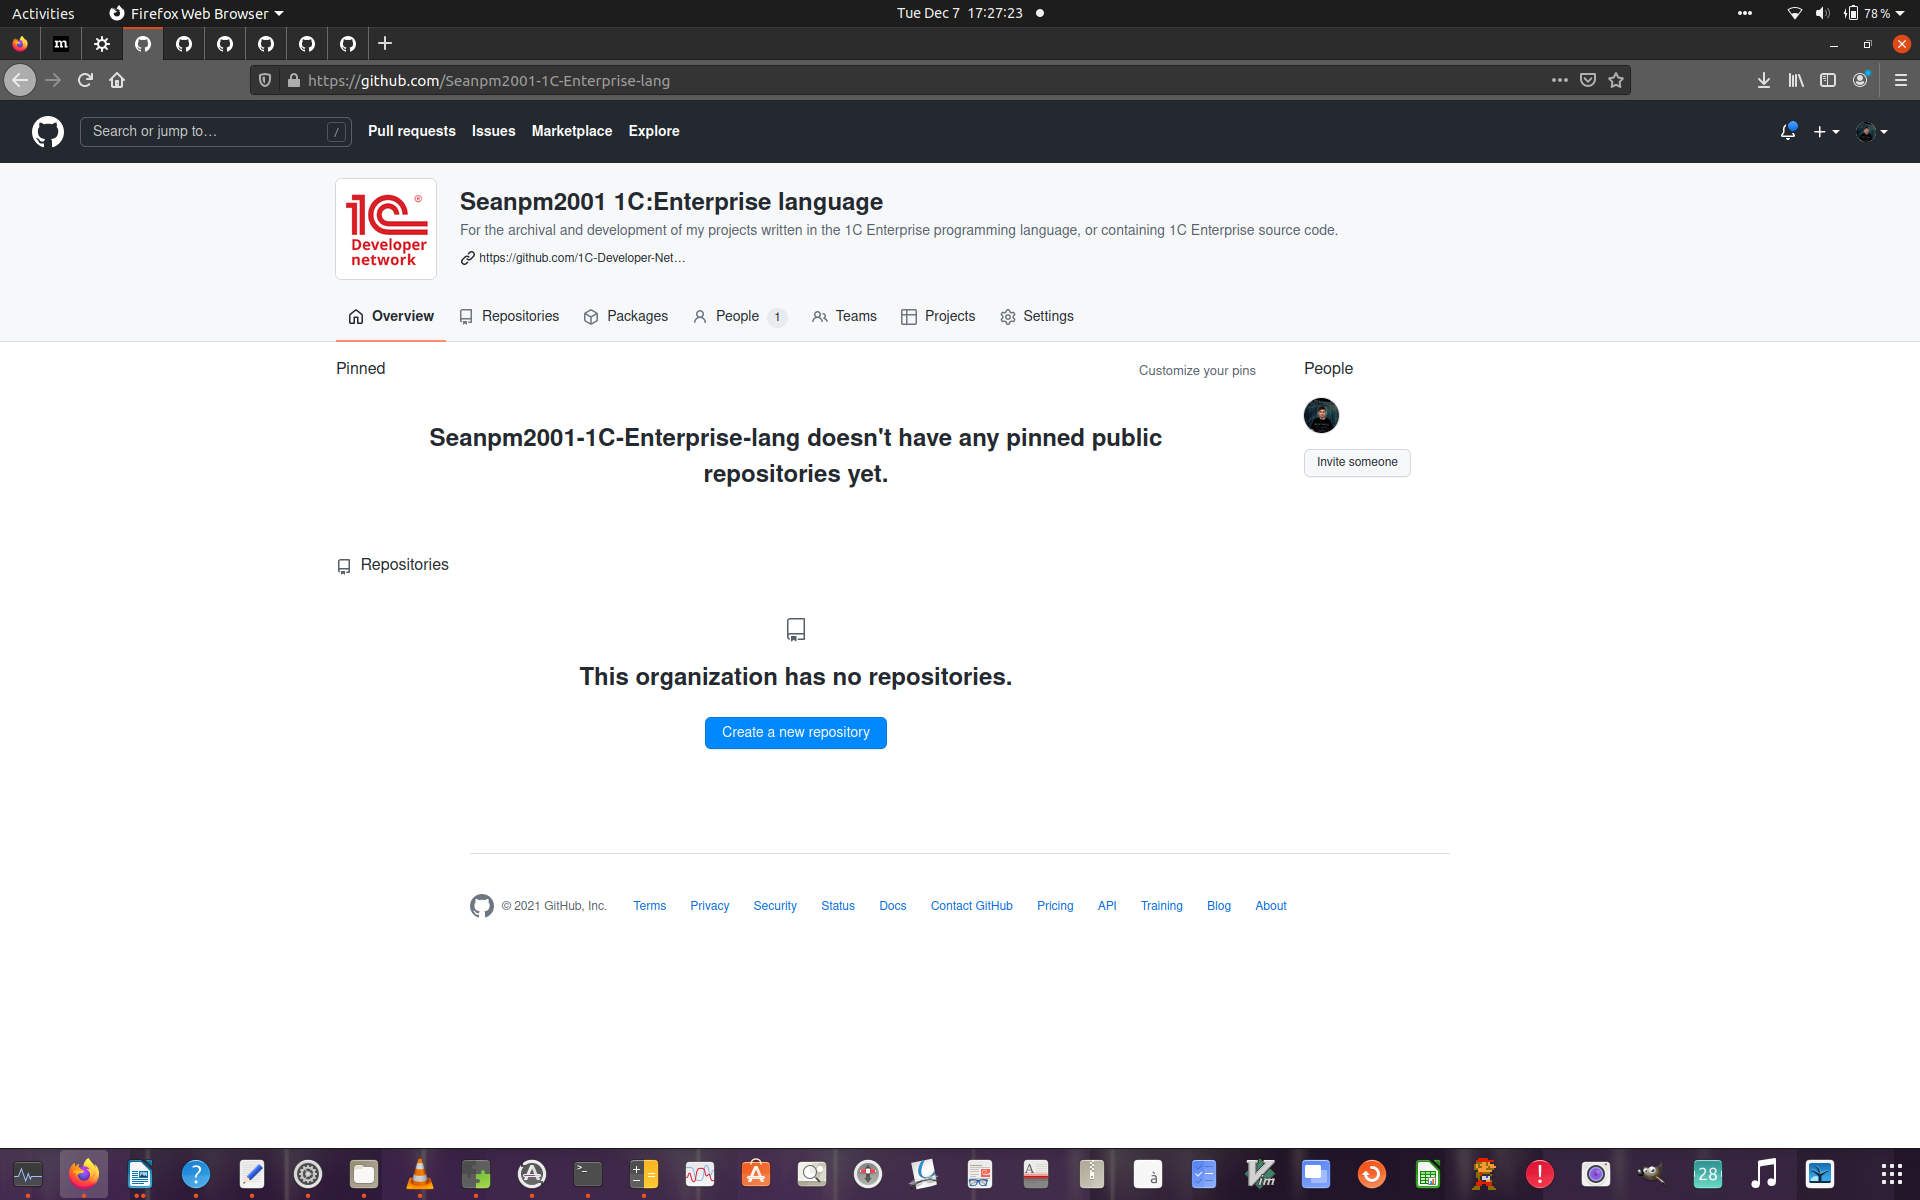 Activities
Firefox Web Browser
Tue Dec 7 17:27:23
78 %
m
https://github.com/Seanpm2001-1C-Enterprise-lang
Search or jump to…
/
Pull requests
Issues
Marketplace
Explore
1C
®
Developer
network
Seanpm2001 1C:Enterprise language
For the archival and development of my projects written in the 1C Enterprise programming language, or containing 1C Enterprise source code.
https://github.com/1C-Developer-Net…
Overview
Repositories
Packages
People 1
Teams
Projects
Settings
Pinned
Customize your pins
People
Seanpm2001-1C-Enterprise-lang doesn't have any pinned public
repositories yet.
Invite someone
Repositories
This organization has no repositories.
Create a new repository
© 2021 GitHub, Inc.
Terms
Privacy
Security
Status
Docs
Contact GitHub
Pricing
API
Training
Blog
About
28